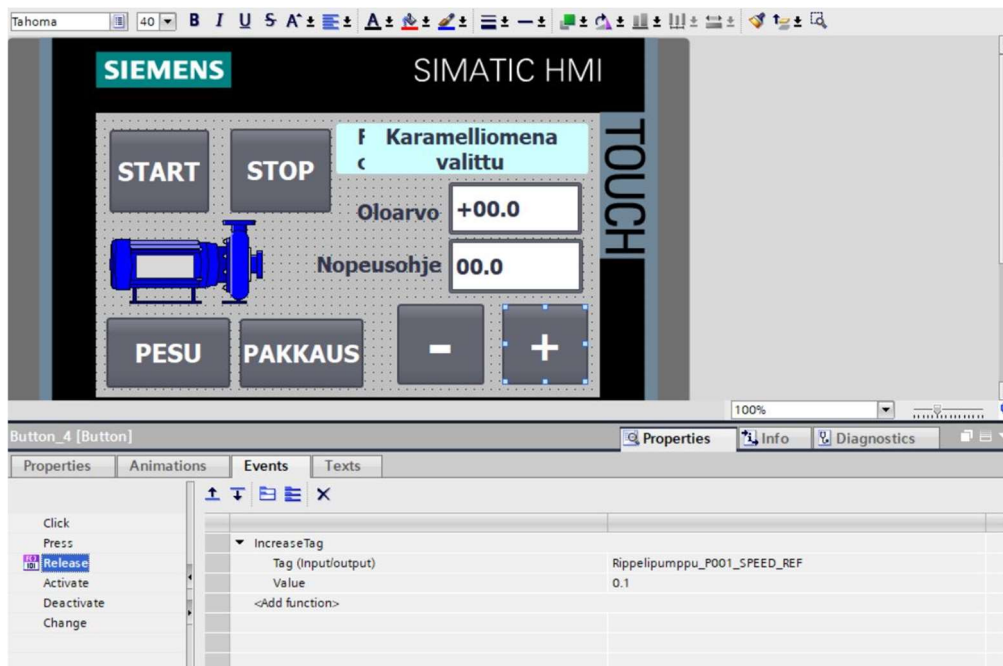 Tahoma 40 B I U S A A
SIEMENS SIMATIC HMI
TOUCH
START STOP
Karamelliomena
valittu
Oloarvo +00.0
Nopeusohje 00.0
PESU PAKKAUS - +
100%
Button_4 [Button] Properties Info Diagnostics
Properties Animations Events Texts
Click
Press IncreaseTag
Release Tag (Input/output) Rippelipumppu_P001_SPEED_REF
Activate Value 0.1
Deactivate <Add function>
Change